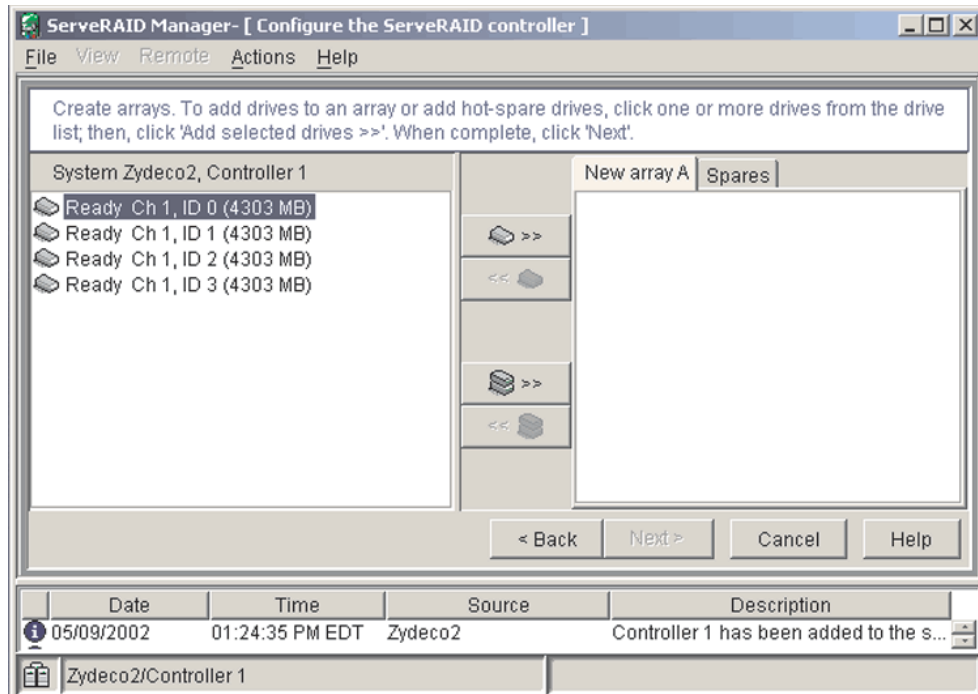 ServeRAID Manager- [ Configure the ServeRAID controller ]
File View Remote Actions Help
Create arrays. To add drives to an array or add hot-spare drives, click one or more drives from the drive
list; then, click 'Add selected drives >>'. When complete, click 'Next'.
System Zydeco2, Controller 1
New array A Spares
Ready Ch 1, ID 0 (4303 MB)
Ready Ch 1, ID 1 (4303 MB)
Ready Ch 1, ID 2 (4303 MB)
Ready Ch 1, ID 3 (4303 MB)
>>
<<
>>
<<
< Back Next > Cancel Help
Date Time Source Description
05/09/2002 01:24:35 PM EDT Zydeco2 Controller 1 has been added to the s...
Zydeco2/Controller 1